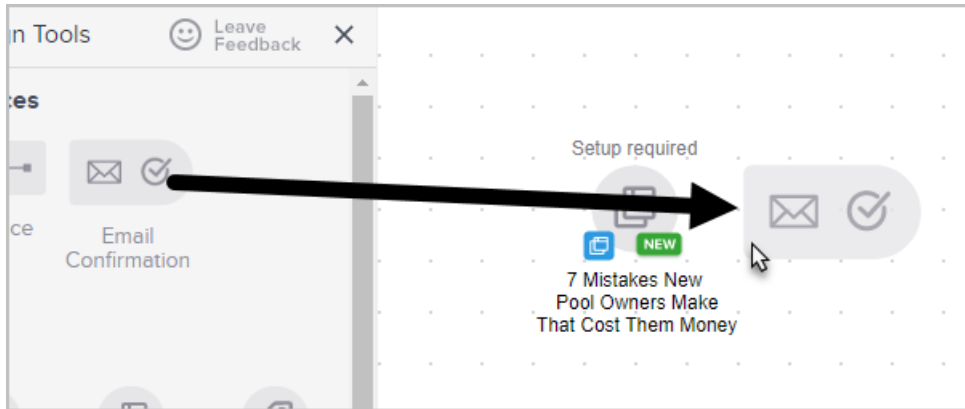 n Tools
Leave
Feedback
ces
Setup required
ce
Email
Confirmation
NEW
7 Mistakes New
Pool Owners Make
That Cost Them Money